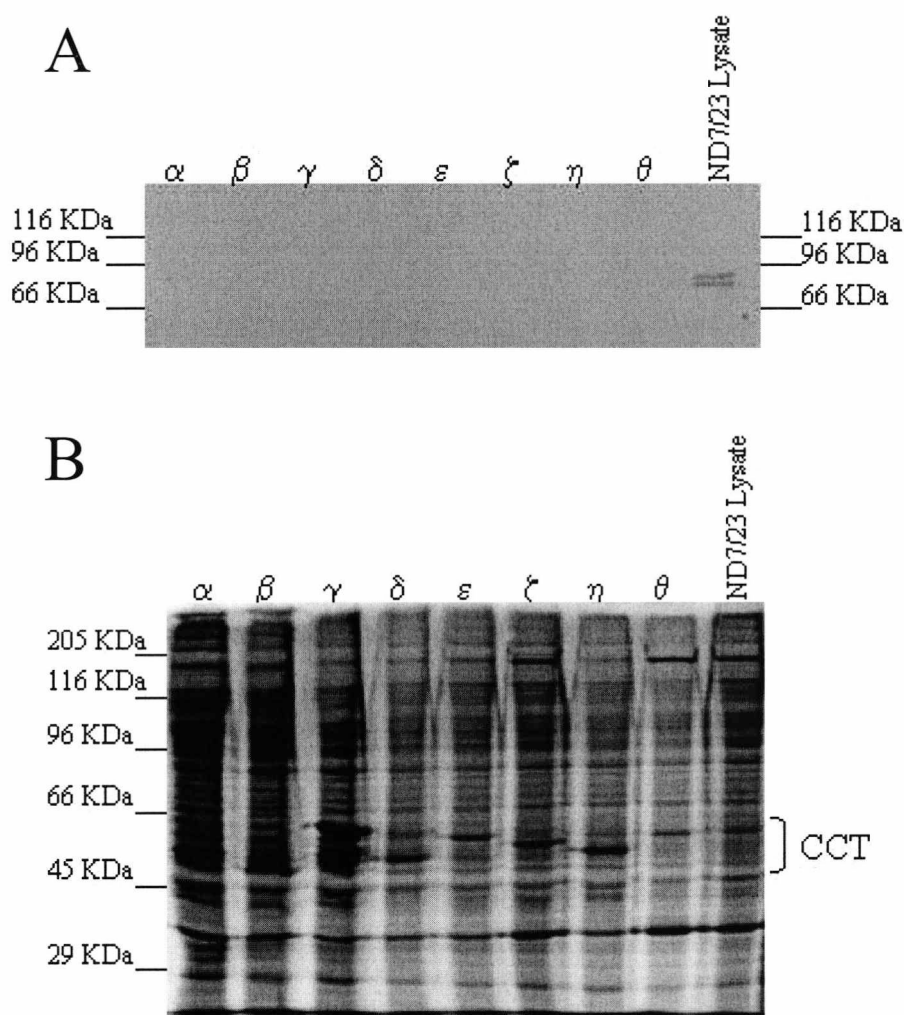 A
α β γ δ ε ζ η θ ND7/23 Lysate
116 KDa 116 KDa
96 KDa 96 KDa
66 KDa 66 KDa
B
α β γ δ ε ζ η θ ND7/23 Lysate
205 KDa
116 KDa
96 KDa
66 KDa
CCT
45 KDa
29 KDa